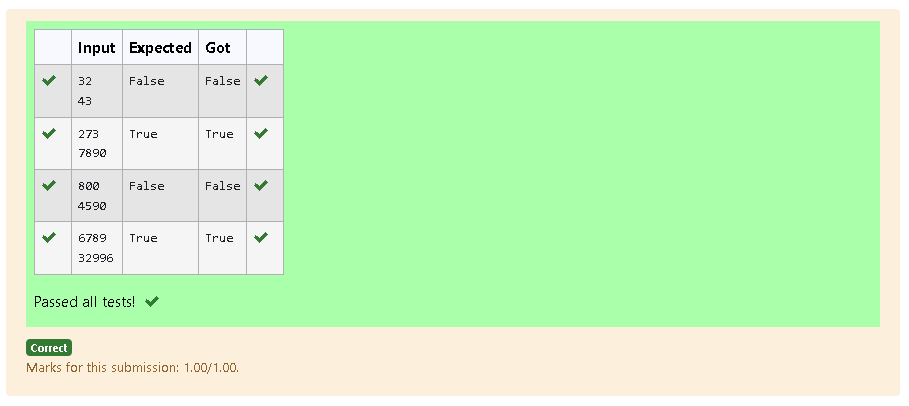 Input Expected Got
32 False False
43
273 True True
7890
800 False False
4590
6789 True True
32996
Passed all tests!
Correct
Marks for this submission: 1.00/1.00.